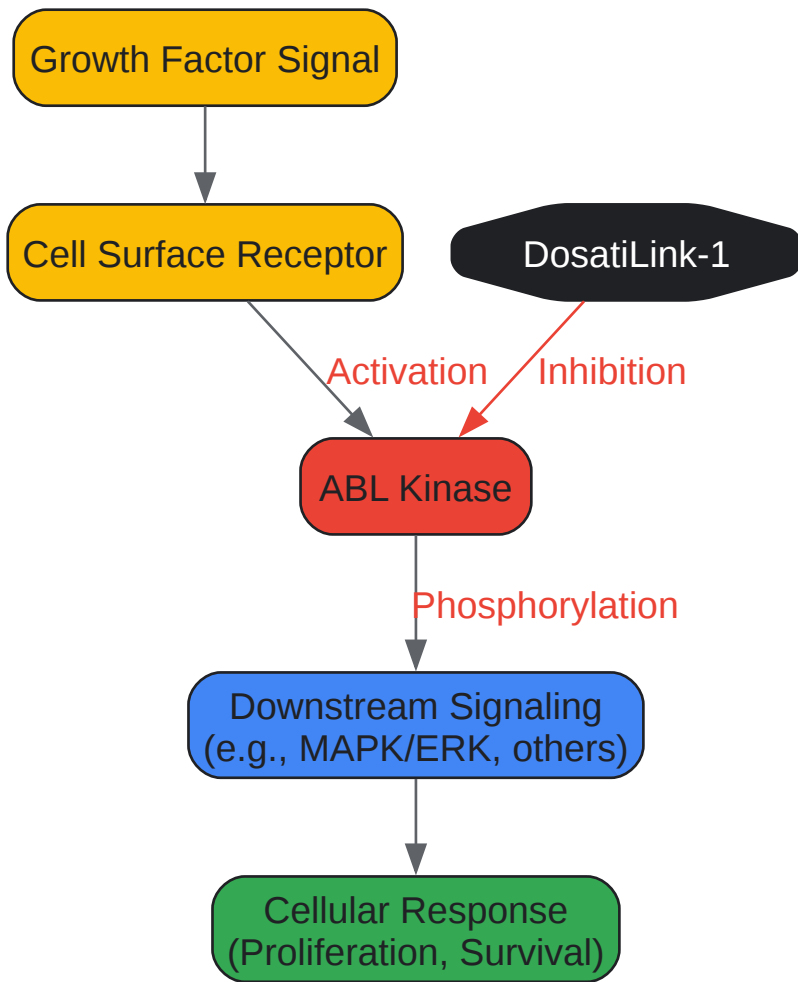 Growth Factor Signal
Cell Surface Receptor
DosatiLink-1
Activation
Inhibition
ABL Kinase
Phosphorylation
Downstream Signaling
(e.g., MAPK/ERK, others)
Cellular Response
(Proliferation, Survival)